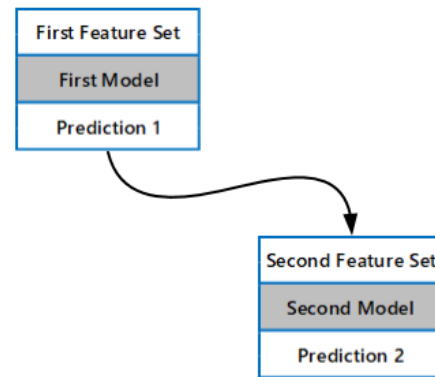 First Feature Set
First Model
Prediction 1
Second Feature Set
Second Model
Prediction 2